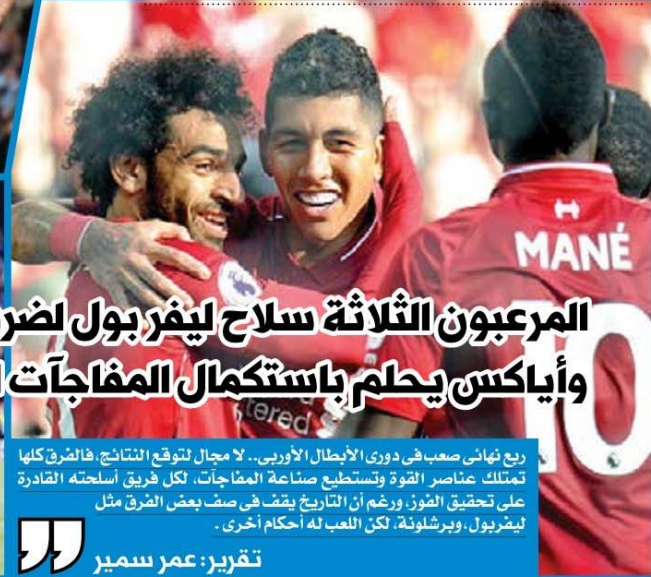 MANÉ
10
المرعبون الثلاثة سلاح ليفربول لضر
وأياكس يحلم باستكمال المفاجآت
tered
ربع نهائى صعب فى دورى الأبطال الأوربى.. لا مجال لتوقع النتائج، فالفرق كلها
تمتلك عناصر القوة وتستطيع صناعة المفاجآت، لكل فريق أسلحته القادرة
على تحقيق الفوز، ورغم أن التاريخ يقف فى صف بعض الفرق مثل
ليفربول، وبرشلونة، لكن اللعب له أحكام أخرى .
تقرير: عمر سمير